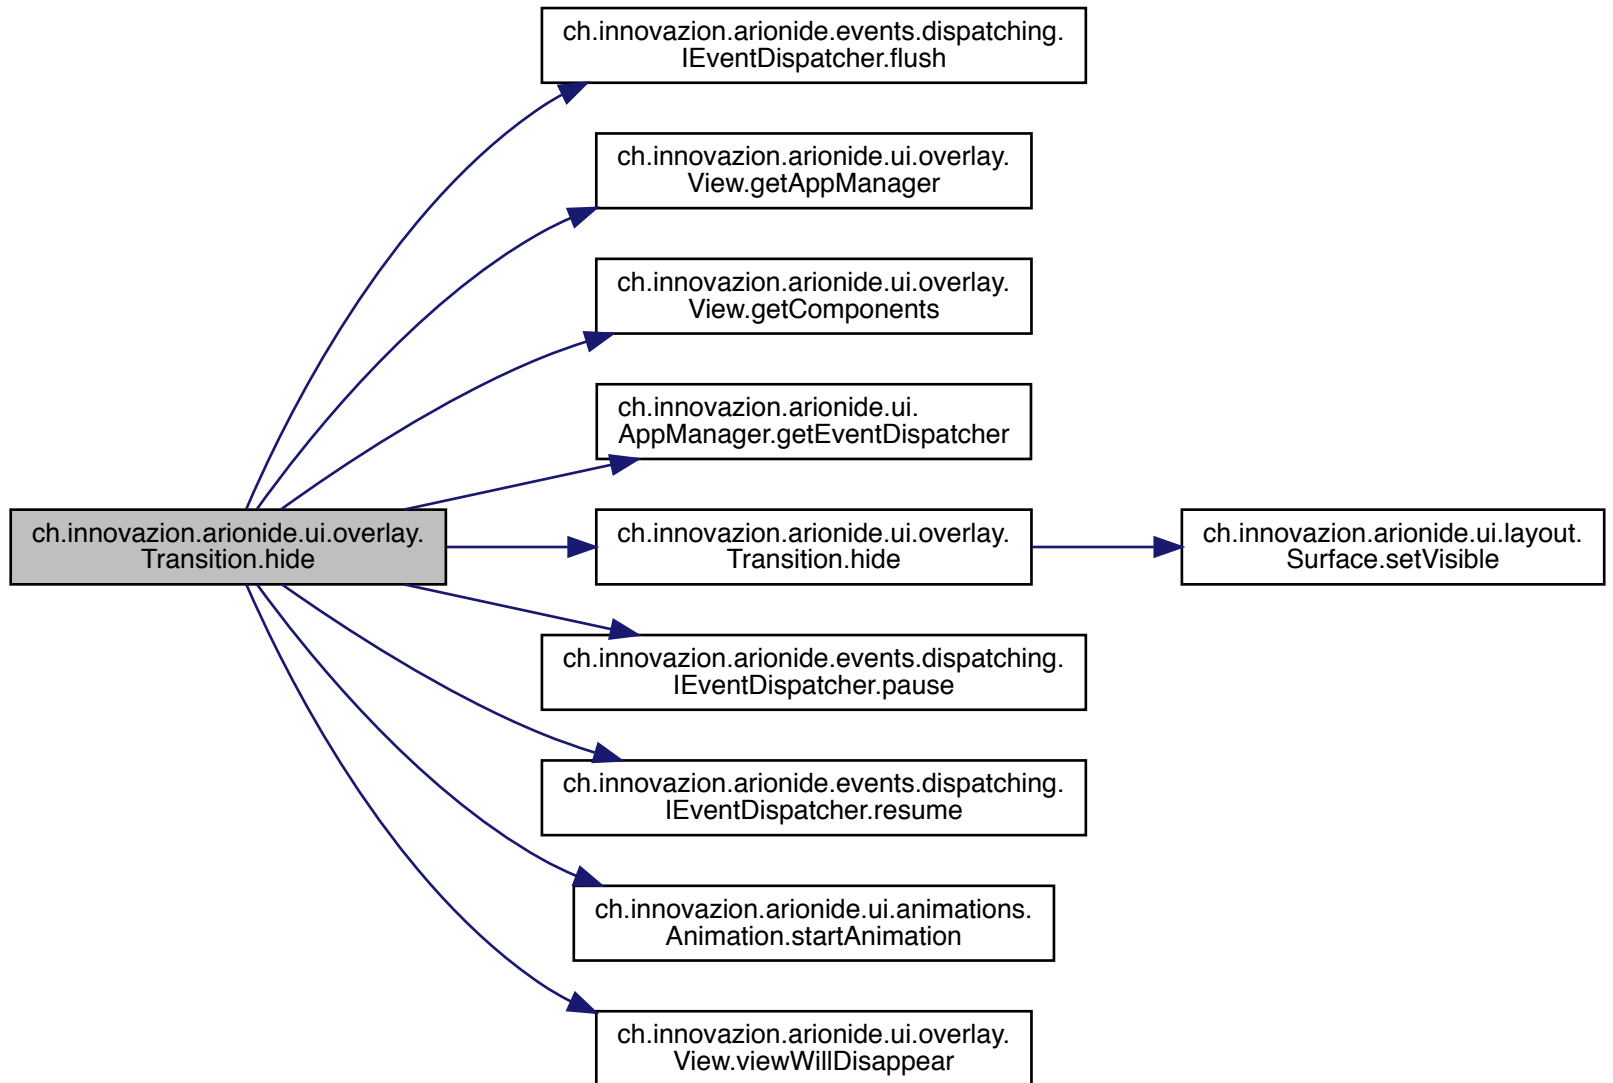 ch.innovazion.arionide.events.dispatching.
IEventDispatcher.flush
ch.innovazion.arionide.ui.overlay.
View.getAppManager
ch.innovazion.arionide.ui.overlay.
View.getComponents
ch.innovazion.arionide.ui.
AppManager.getEventDispatcher
ch.innovazion.arionide.ui.overlay.
Transition.hide
ch.innovazion.arionide.ui.overlay.
Transition.hide
ch.innovazion.arionide.ui.layout.
Surface.setVisible
ch.innovazion.arionide.events.dispatching.
IEventDispatcher.pause
ch.innovazion.arionide.events.dispatching.
IEventDispatcher.resume
ch.innovazion.arionide.ui.animations.
Animation.startAnimation
ch.innovazion.arionide.ui.overlay.
View.viewWillDisappear